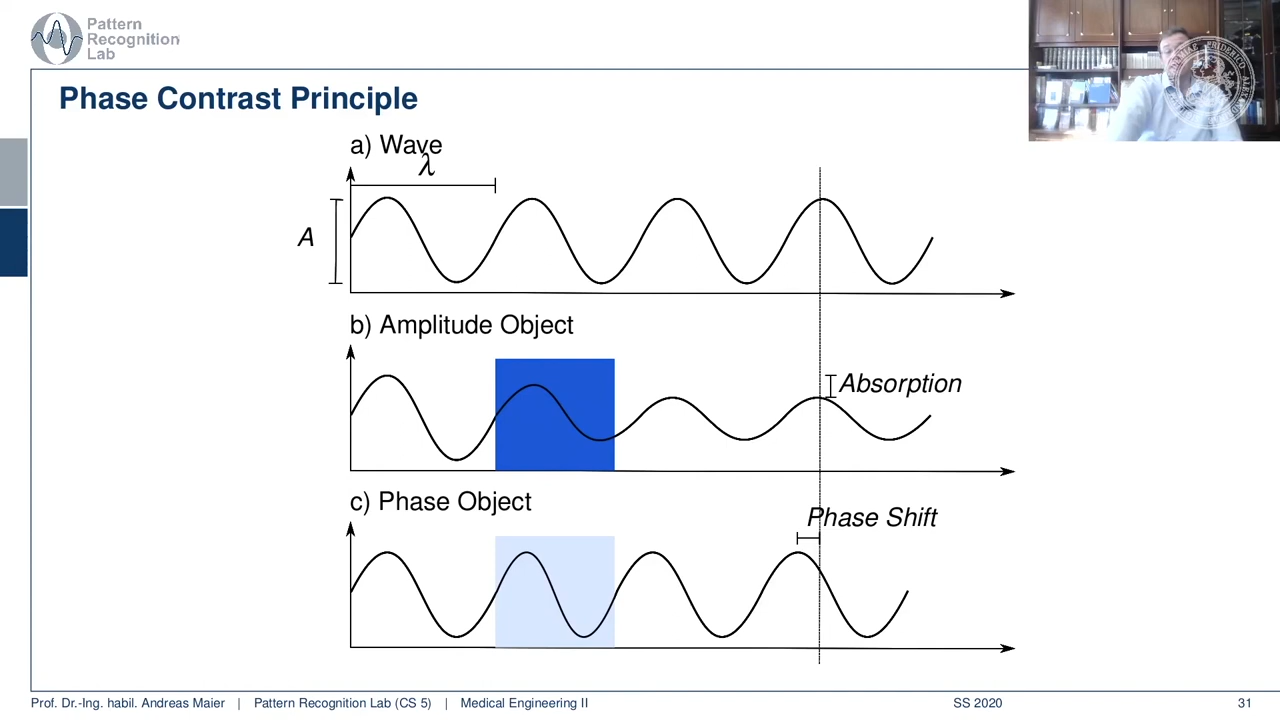 Pattern
Recognition
Lab
Phase Contrast Principle
a) Wave
λ
A
b) Amplitude Object
Absorption
c) Phase Object
Phase Shift
Prof. Dr.-Ing. habil. Andreas Maier | Pattern Recognition Lab (CS 5) | Medical Engineering II
SS 2020
31